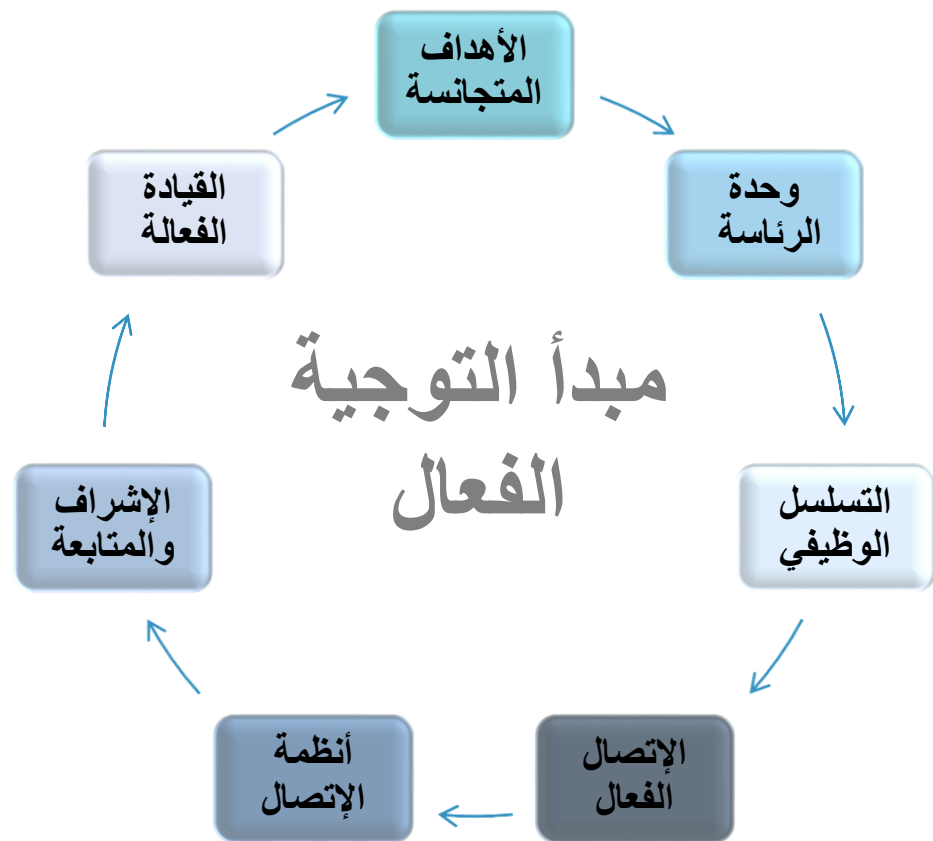 الأهداف
المتجانسة
وحدة
الرئاسة
التسلسل
الوظيفي
الإتصال
الفعال
أنظمة
الإتصال
الإشراف
والمتابعة
القيادة
الفعالة
مبدأ التوجية
الفعال